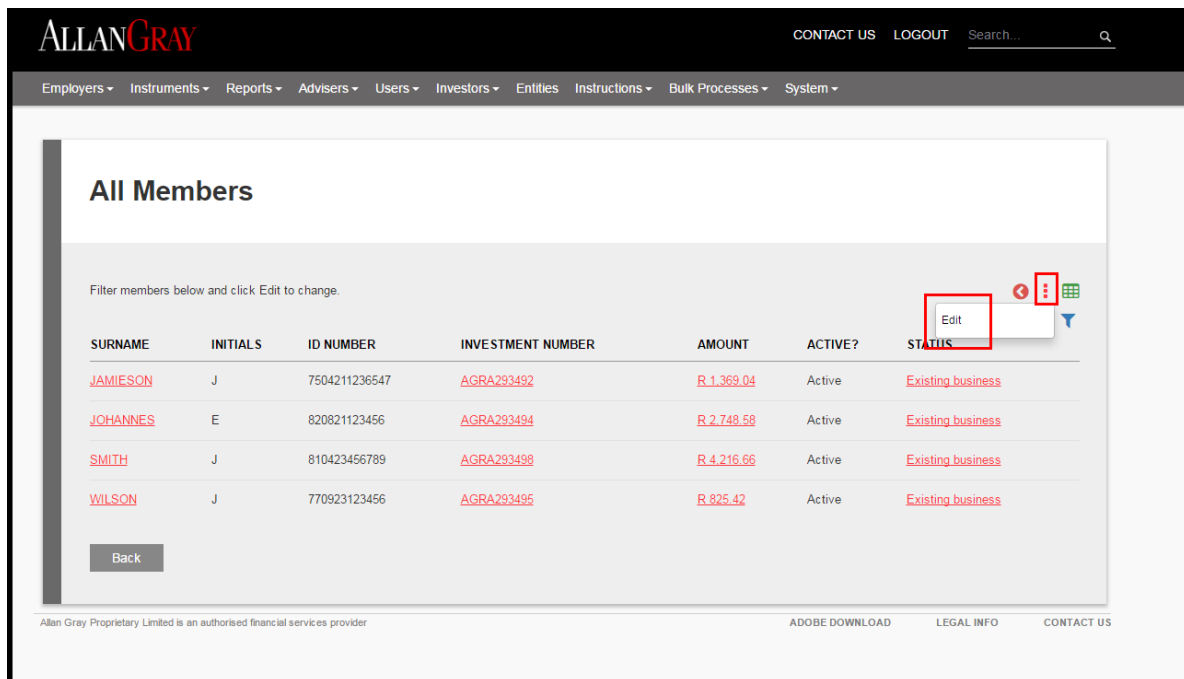 ALLANGRAY
CONTACT US LOGOUT Search...
Employers Instruments Reports Advisers Users Investors Entities Instructions Bulk Processes System
All Members
Filter members below and click Edit to change.
Edit
SURNAME INITIALS ID NUMBER INVESTMENT NUMBER AMOUNT ACTIVE? STATUS
JAMIESON J 7504211236547 AGRA293492 R 1,369.04 Active Existing business
JOHANNES E 820821123456 AGRA293494 R 2,748.58 Active Existing business
SMITH J 810423456789 AGRA293498 R 4,216.66 Active Existing business
WILSON J 770923123456 AGRA293495 R 825.42 Active Existing business
Back
Allan Gray Proprietary Limited is an authorised financial services provider ADOBE DOWNLOAD LEGAL INFO CONTACT US